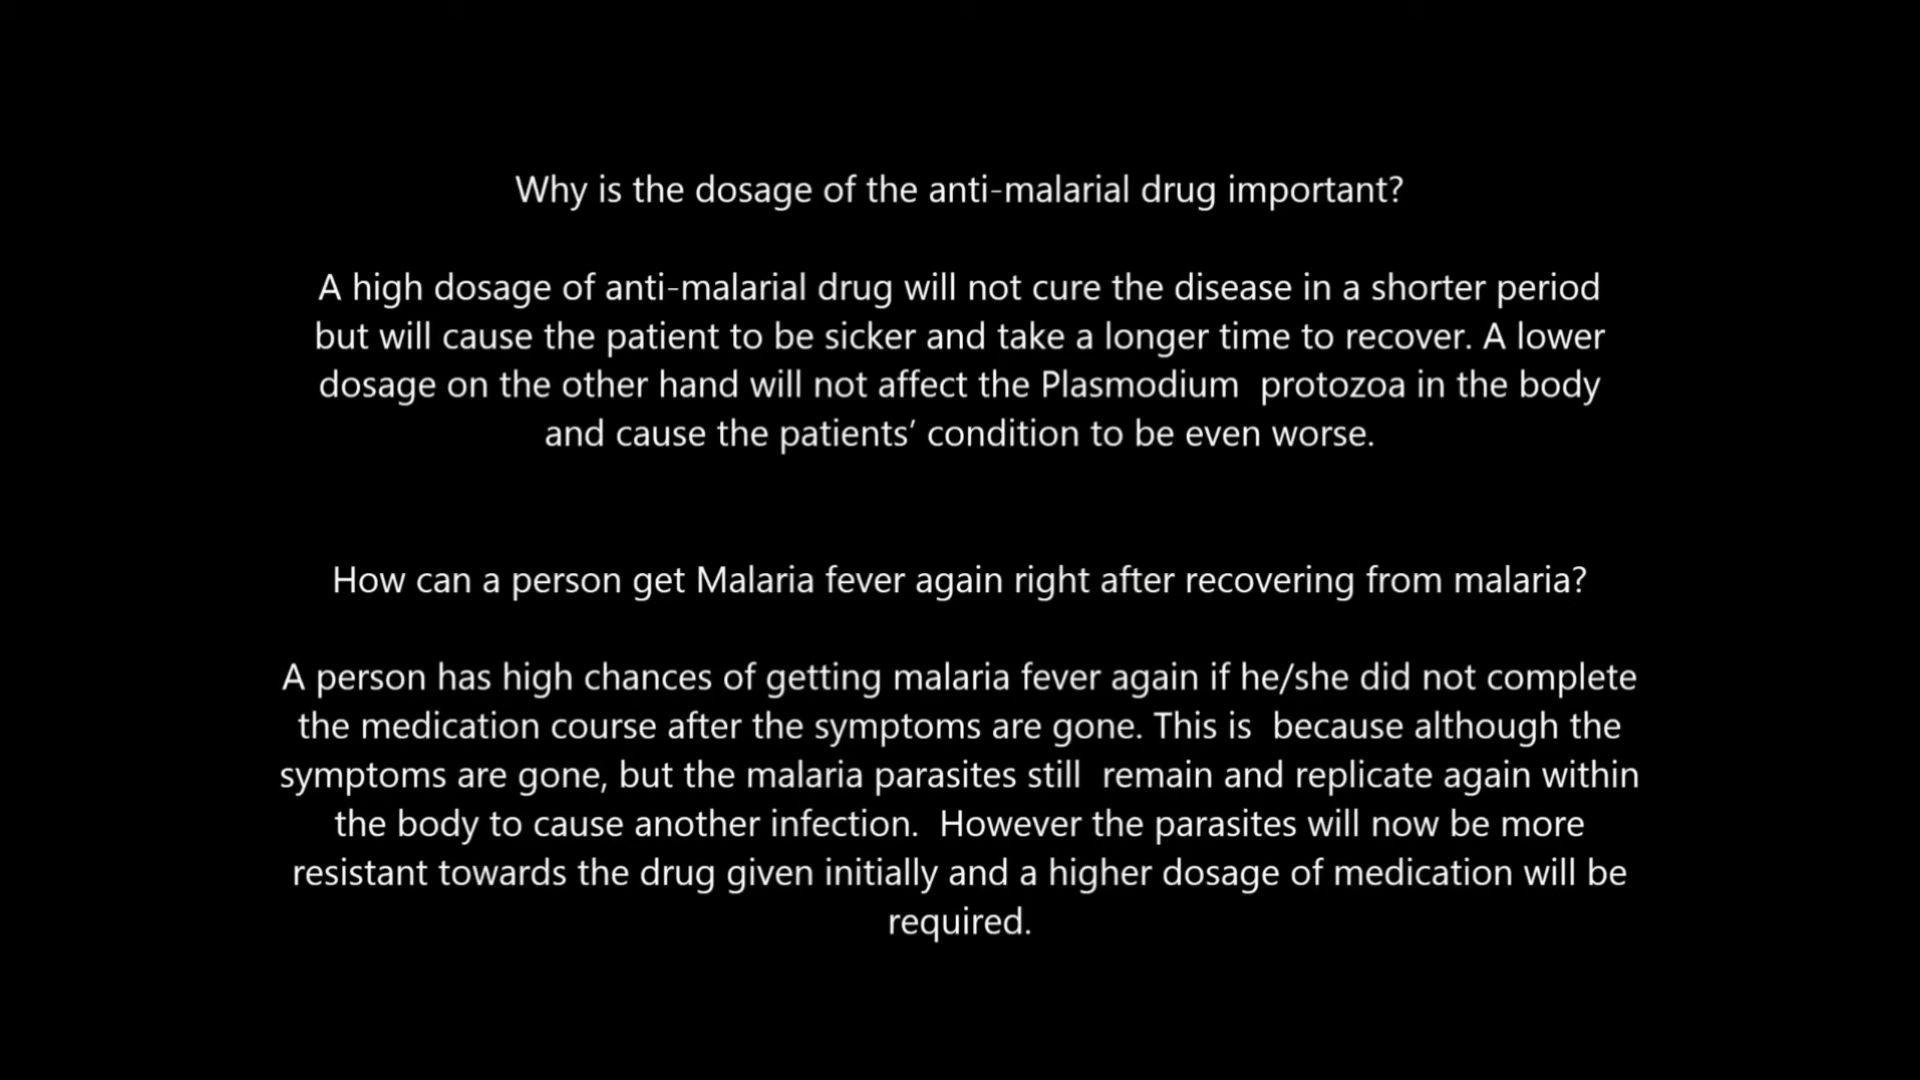 Why is the dosage of the anti-malarial drug important?
A high dosage of anti-malarial drug will not cure the disease in a shorter period
but will cause the patient to be sicker and take a longer time to recover. A lower
dosage on the other hand will not affect the Plasmodium  protozoa in the body
and cause the patients’ condition to be even worse.
How can a person get Malaria fever again right after recovering from malaria?
A person has high chances of getting malaria fever again if he/she did not complete
the medication course after the symptoms are gone. This is  because although the
symptoms are gone, but the malaria parasites still  remain and replicate again within
the body to cause another infection.  However the parasites will now be more
resistant towards the drug given initially and a higher dosage of medication will be
required.